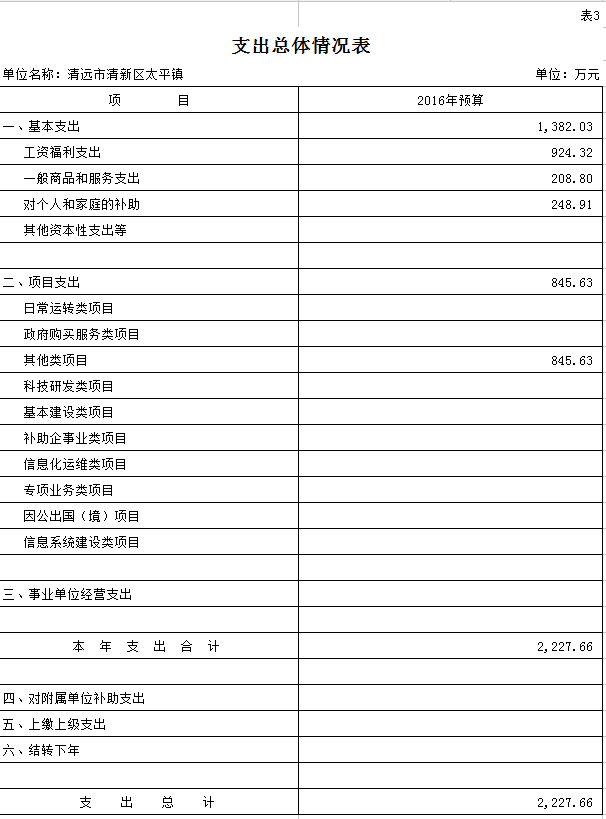 表3
支出总体情况表
单位名称：清远市清新区太平镇 单位：万元
项 目 2016年预算
一、基本支出 1,382.03
工资福利支出 924.32
一般商品和服务支出 208.80
对个人和家庭的补助 248.91
其他资本性支出等
二、项目支出 845.63
日常运转类项目
政府购买服务类项目
其他类项目 845.63
科技研发类项目
基本建设类项目
补助企事业类项目
信息化运维类项目
专项业务类项目
因公出国（境）项目
信息系统建设类项目
三、事业单位经营支出
本 年 支 出 合 计 2,227.66
四、对附属单位补助支出
五、上缴上级支出
六、结转下年
支 出 总 计 2,227.66